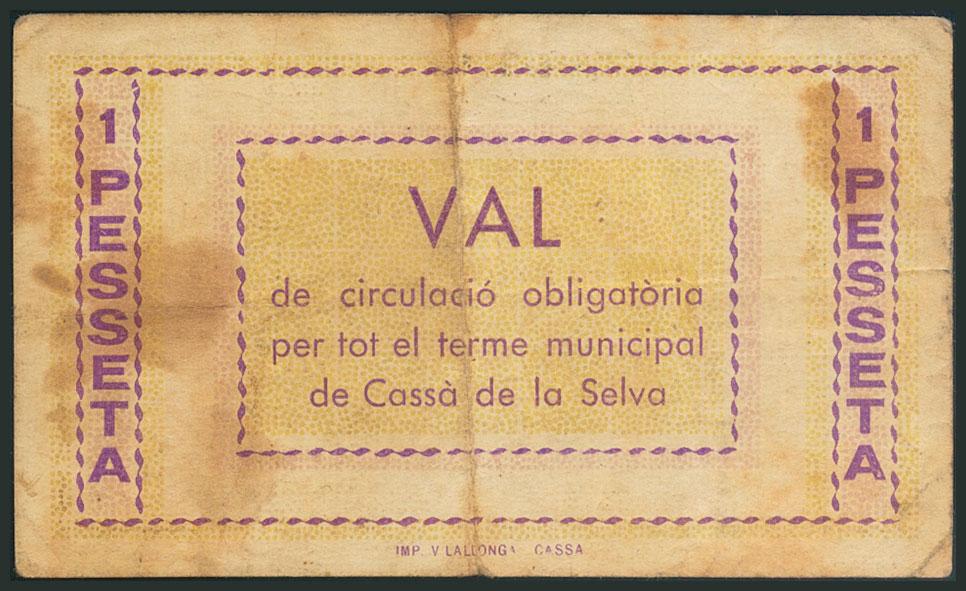 1 PESSETA
VAL
de circulació obligatòria
per tot el terme municipal
de Cassà de la Selva
1 PESSETA
IMP. V LALLONGA CASSA